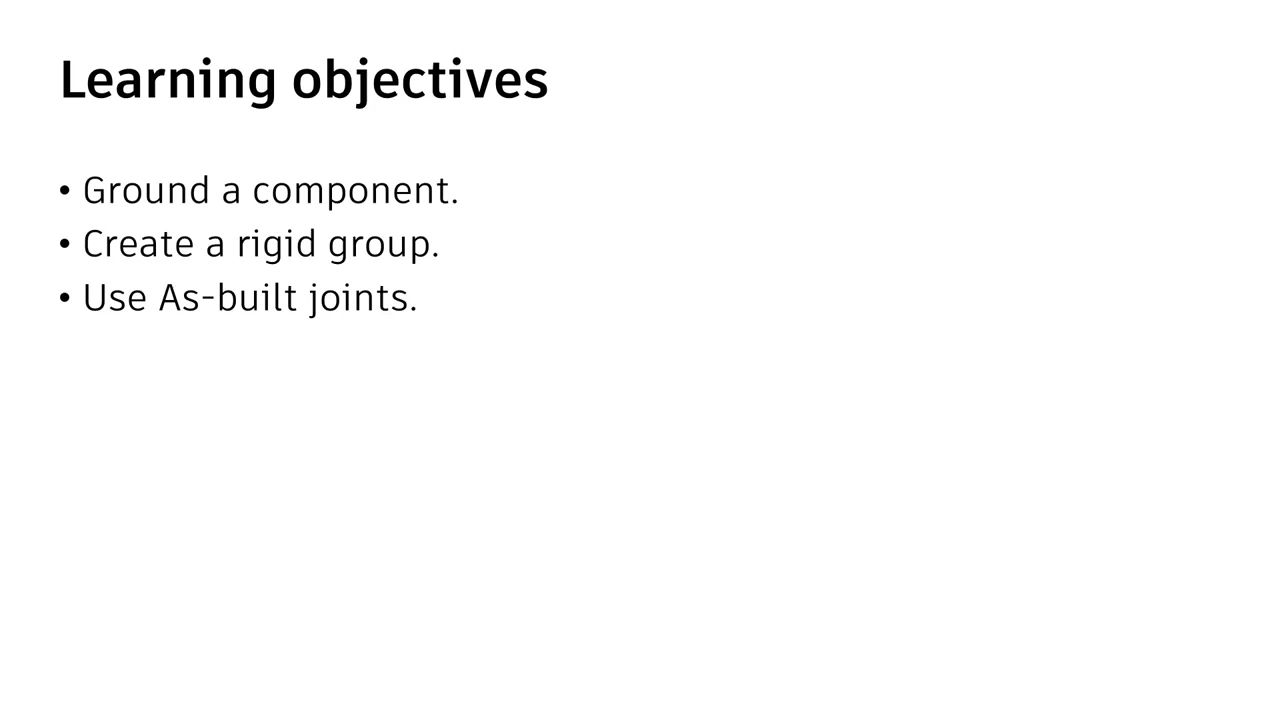 Learning objectives
• Ground a component.
• Create a rigid group.
• Use As-built joints.